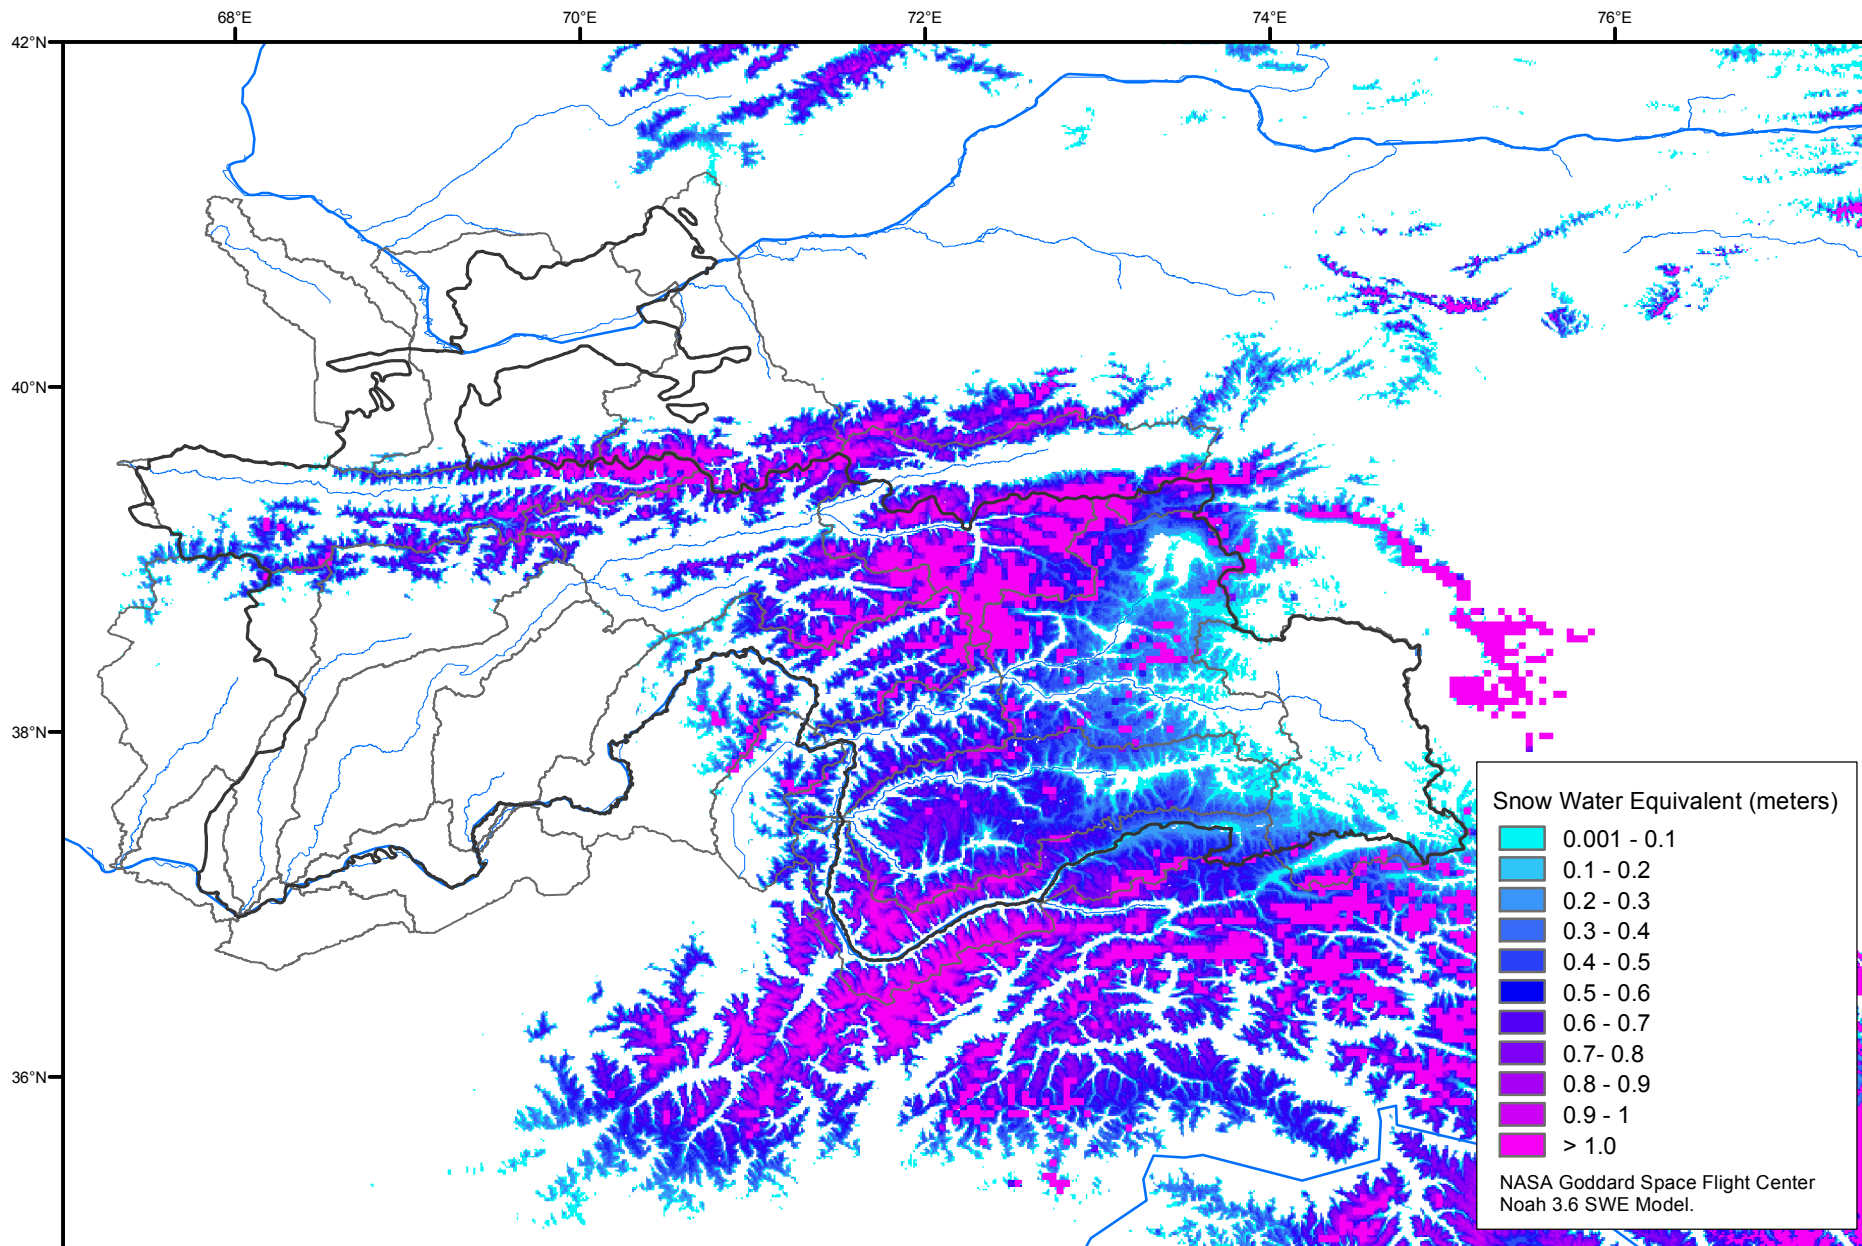 68°E
70°E
72°E
74°E
76°E
42°N
40°N
38°N
36°N
Snow Water Equivalent (meters)
0.001 - 0.1
0.1 - 0.2
0.2 - 0.3
0.3 - 0.4
0.4 - 0.5
0.5 - 0.6
0.6 - 0.7
0.7- 0.8
0.8 - 0.9
0.9 - 1
> 1.0
NASA Goddard Space Flight Center
Noah 3.6 SWE Model.